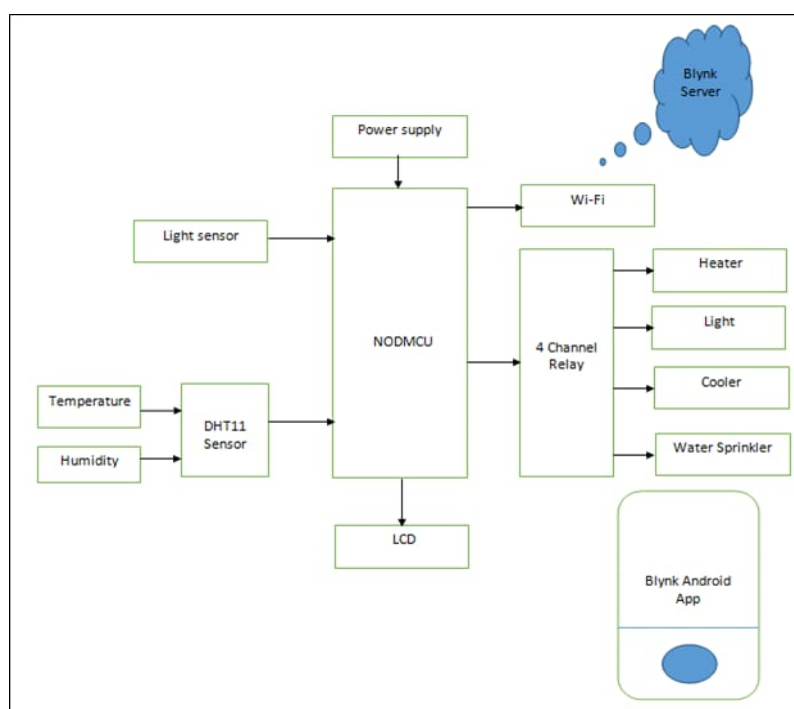 Blynk
Server
Power supply
Wi-Fi
Light sensor
Heater
Light
NODMCU
4 Channel
Relay
Cooler
Temperature
DHT11
Sensor
Humidity
Water Sprinkler
LCD
Blynk Android
App